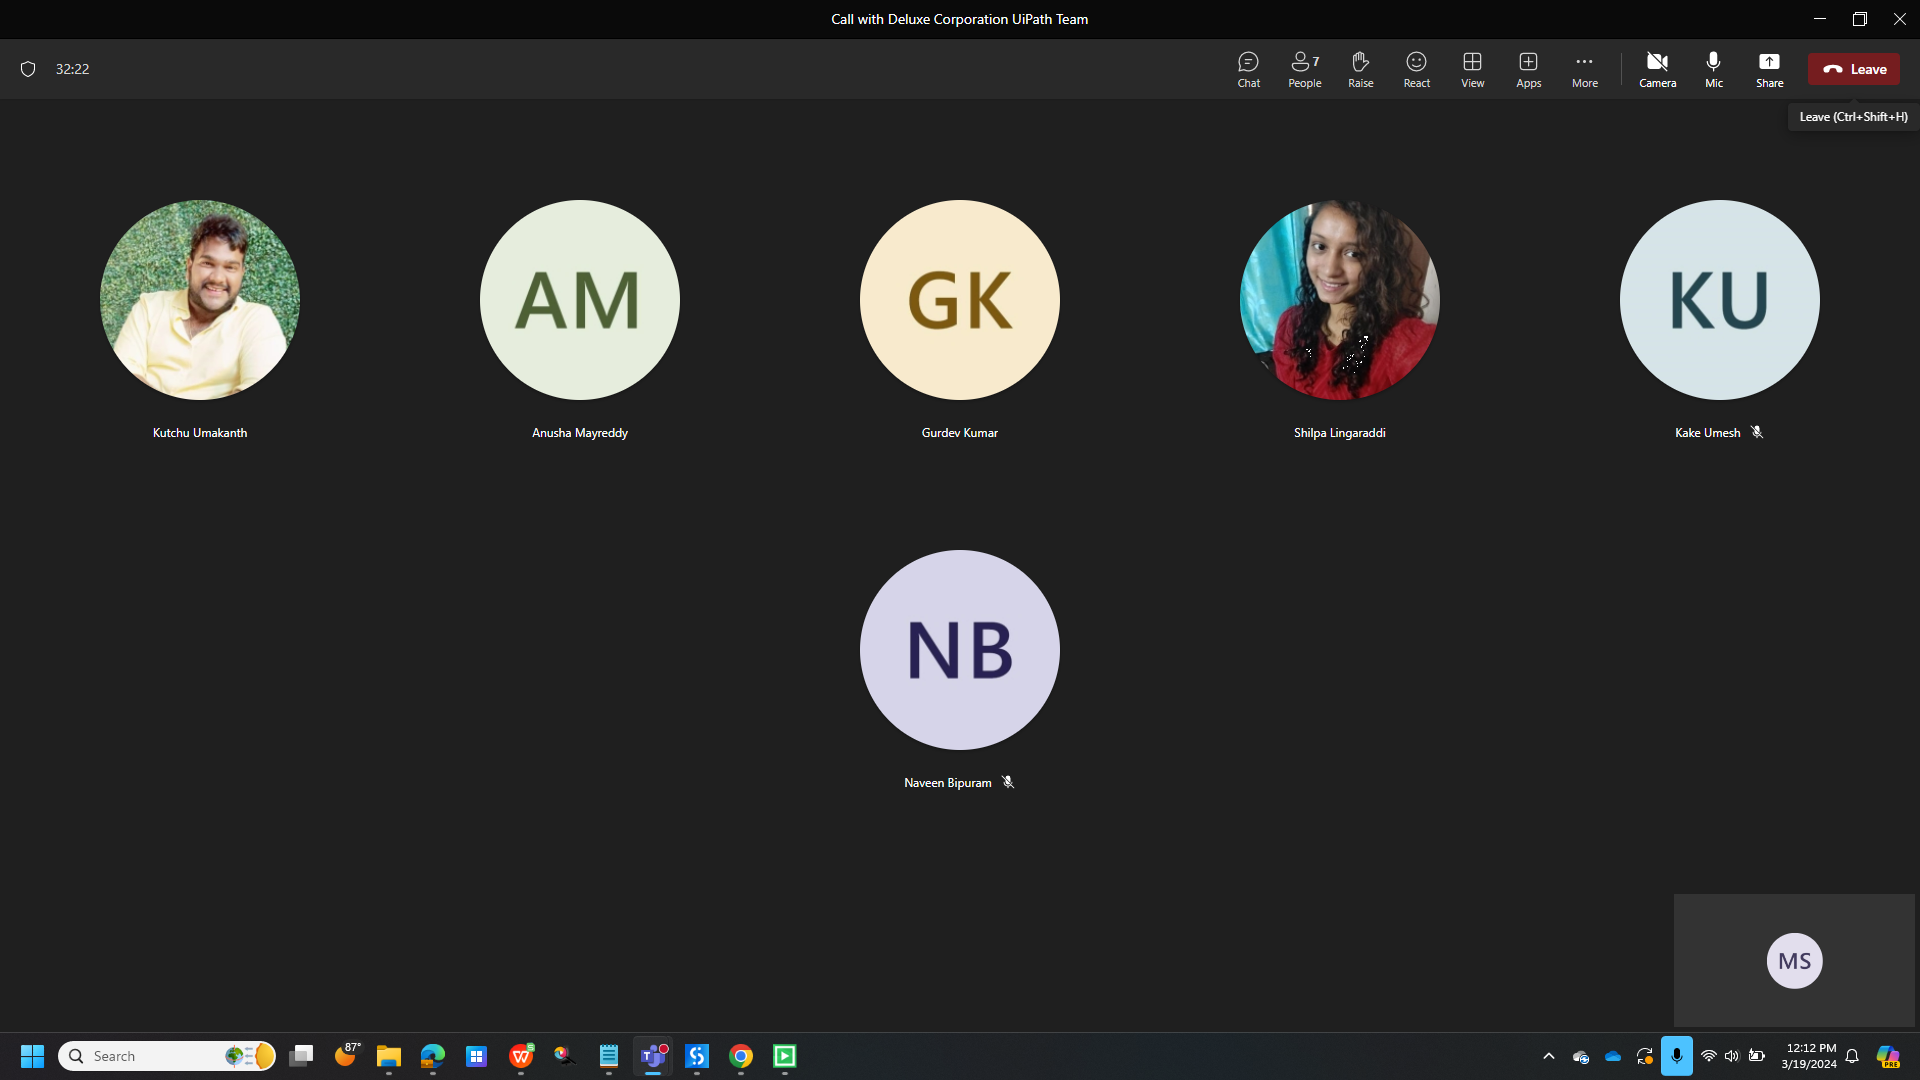 Call with Deluxe Corporation UiPath Team
32:22
Chat
7
People
Raise
React
View
Apps
More
Camera
Mic
Share
Leave
Leave (Ctrl+Shift+H)
AM
GK
KU
Kutchu Umakanth
Anusha Mayreddy
Gurdev Kumar
Shilpa Lingaraddi
Kake Umesh
NB
Naveen Bipuram
MS
Search
87°
12:12 PM
3/19/2024
PRE